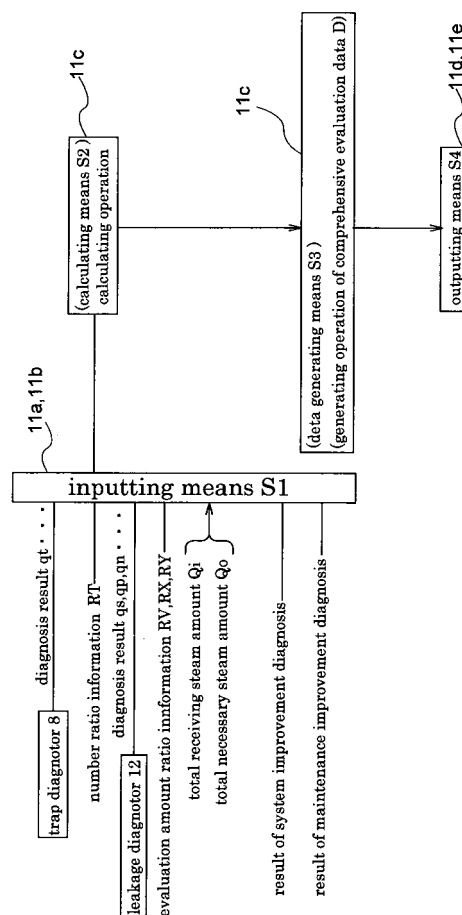 trap diagnotor 8
diagnosis result qt · · ·
number ratio information RT
leakage diagnotor 12
diagnosis result qs,qp,qn · · ·
evaluation amount ratio innformation RV,RX,RY
total receiving steam amount Qi
total necessary steam amount Qo
result of system improvement diagnosis
result of maintenance improvement diagnosis
11a,11b
inputting means S1
11c
(calculating means S2)
calculating operation
11c
(deta generating means S3)
(generating operation of comprehensive evaluation data D)
outputting means S4
11d,11e